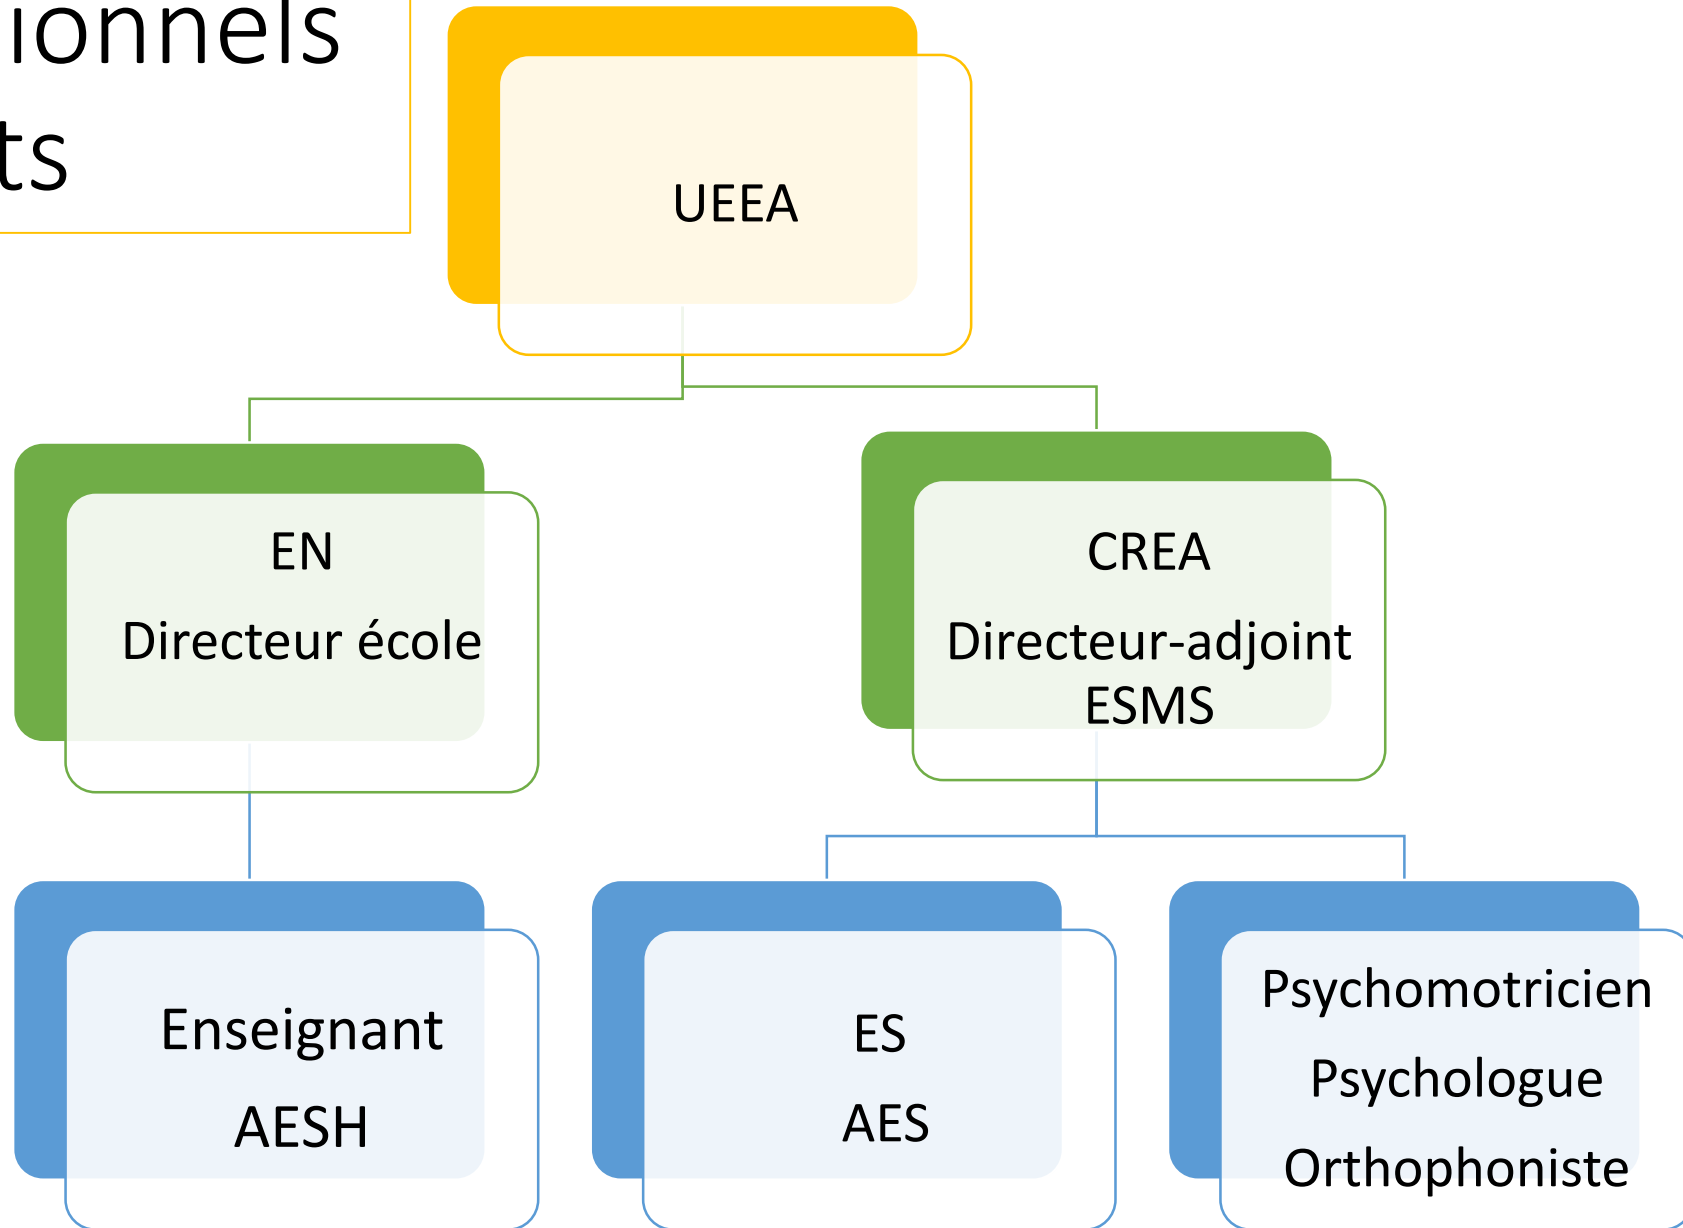 ionnels
ts
UEEA
EN
Directeur école
CREA
Directeur-adjoint
ESMS
Enseignant
AESH
ES
AES
Psychomotricien
Psychologue
Orthophoniste